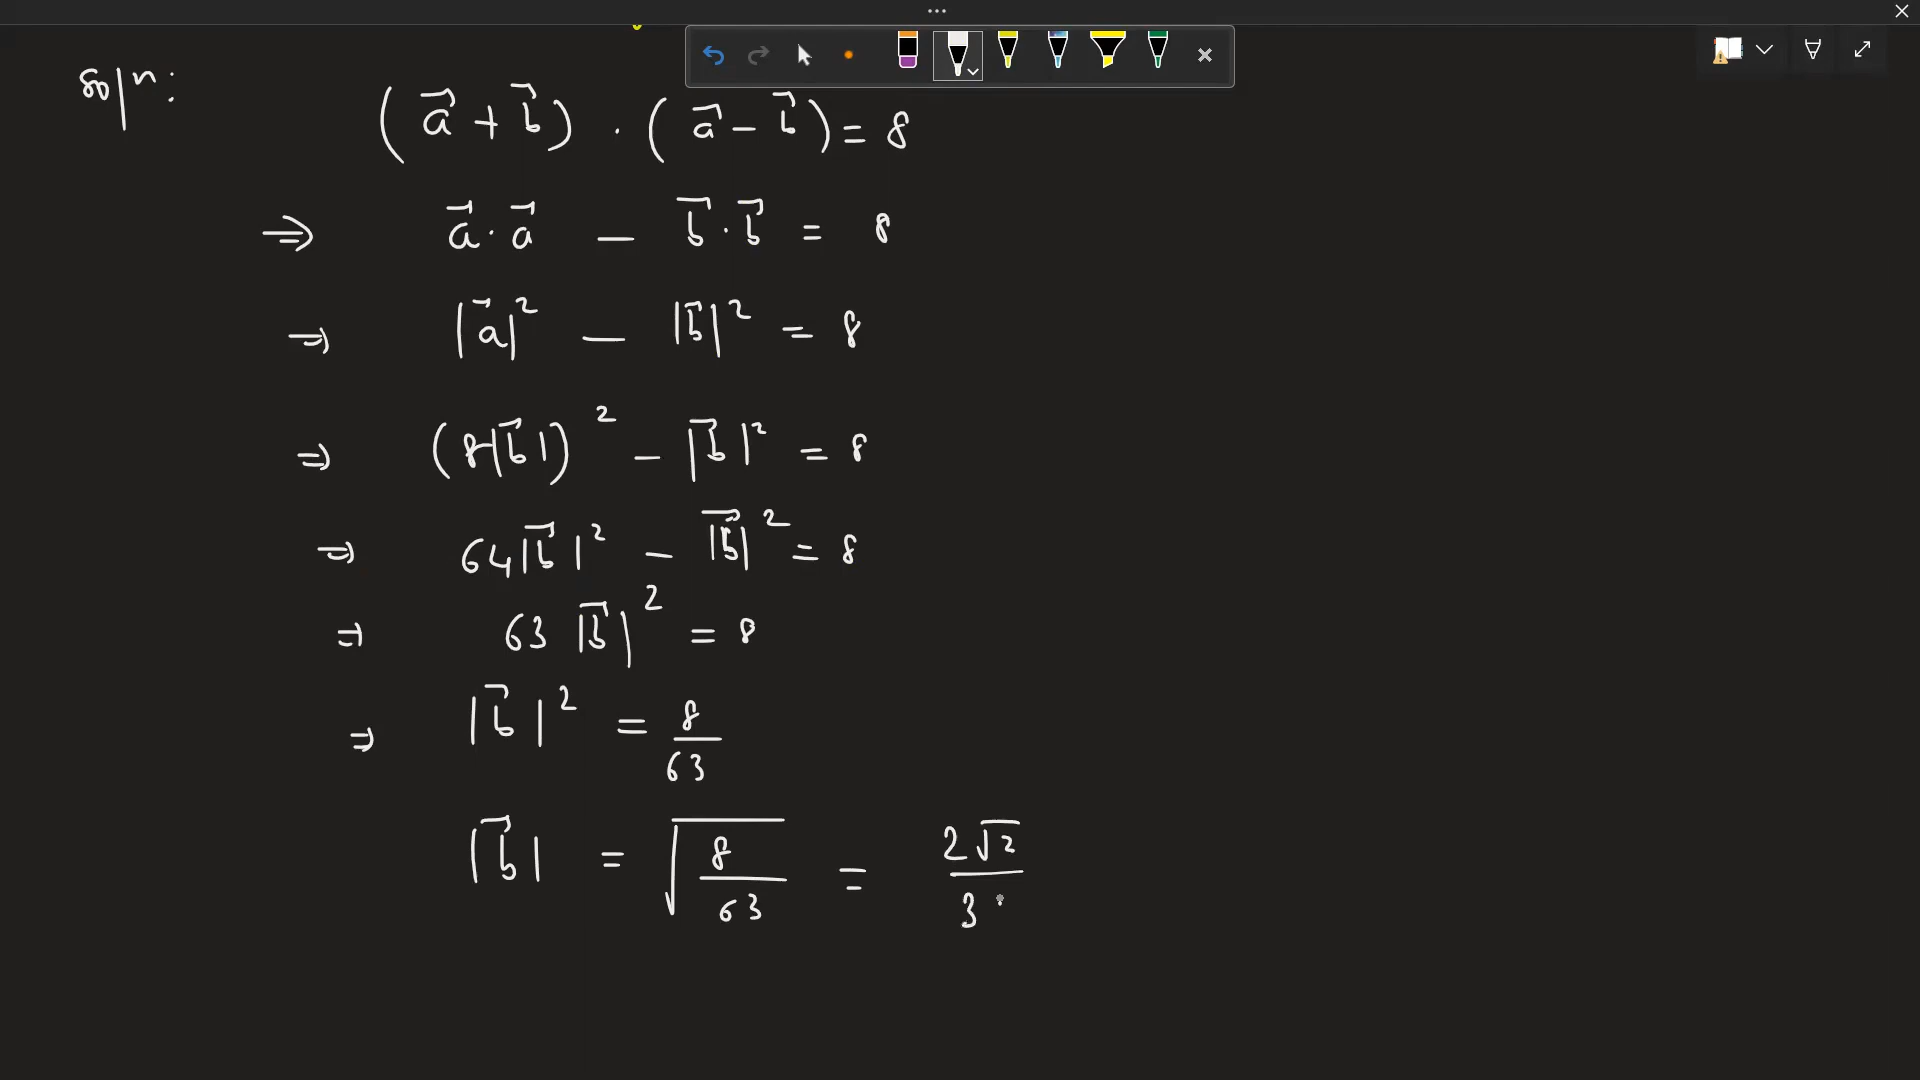 Sol^n:
(a⃗ + b⃗) · (a⃗ − b⃗) = 8
⇒ a⃗ · a⃗ − b⃗ · b⃗ = 8
⇒ |a⃗|² − |b⃗|² = 8
⇒ (8|b⃗|)² − |b⃗|² = 8
⇒ 64|b⃗|² − |b⃗|² = 8
⇒ 63 |b⃗|² = 8
⇒ |b⃗|² = 8/63
|b⃗| = √(8/63) = 2√2/3